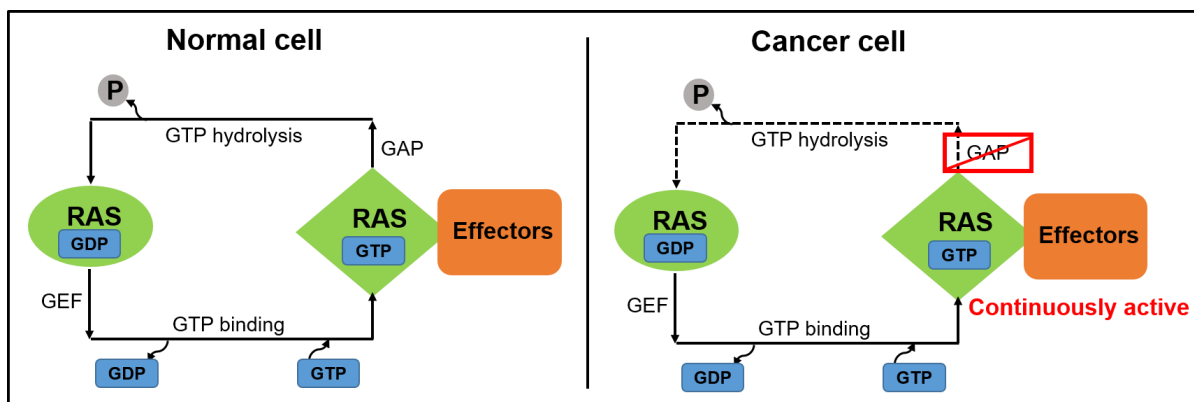 Normal cell
P
GTP hydrolysis
GAP
RAS
GDP
RAS
GTP
Effectors
GEF
GTP binding
GDP
GTP
Cancer cell
P
GTP hydrolysis
GAP
RAS
GDP
RAS
GTP
Effectors
Continuously active
GEF
GTP binding
GDP
GTP